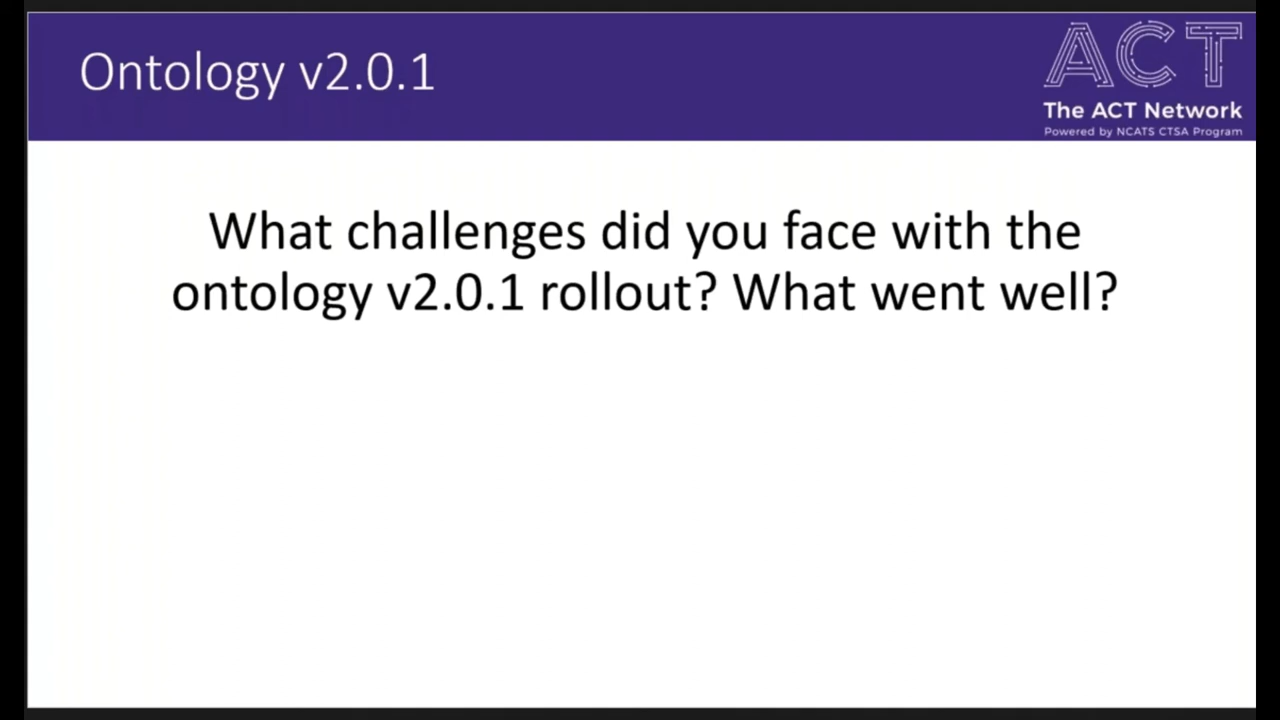 Ontology v2.0.1
ACT
The ACT Network
Powered by NCATS CTSA Program
What challenges did you face with the
ontology v2.0.1 rollout? What went well?